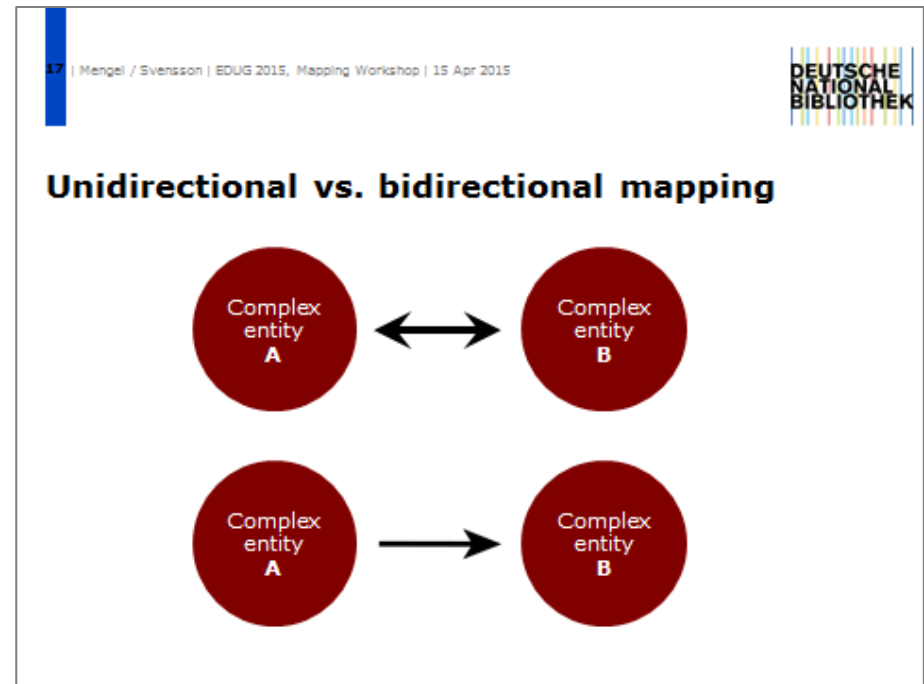 17 | Mengel / Svensson | EDUG 2015, Mapping Workshop | 15 Apr 2015
DEUTSCHE
NATIONAL
BIBLIOTHEK
Unidirectional vs. bidirectional mapping
Complex
entity
A
Complex
entity
B
Complex
entity
A
Complex
entity
B